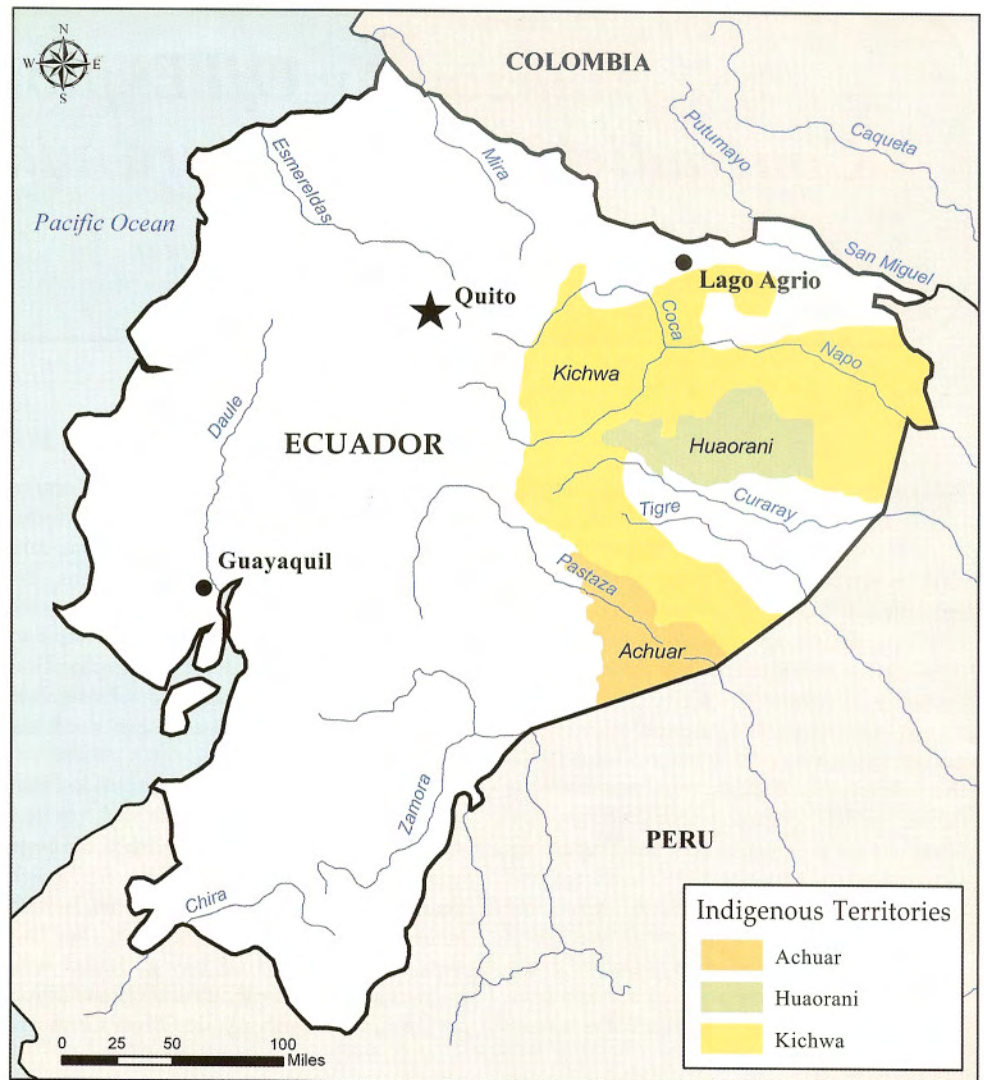 N
W E
S
COLOMBIA
Caqueta
Putumayo
Mira
Esmereldas
Pacific Ocean
San Miguel
Lago Agrio
Quito
Coca
Napo
Kichwa
Daule
ECUADOR
Huaorani
Curaray
Tigre
Guayaquil
Pastaza
Achuar
Zamora
PERU
Chira
Indigenous Territories
Achuar
Huaorani
Kichwa
0 25 50 100
Miles